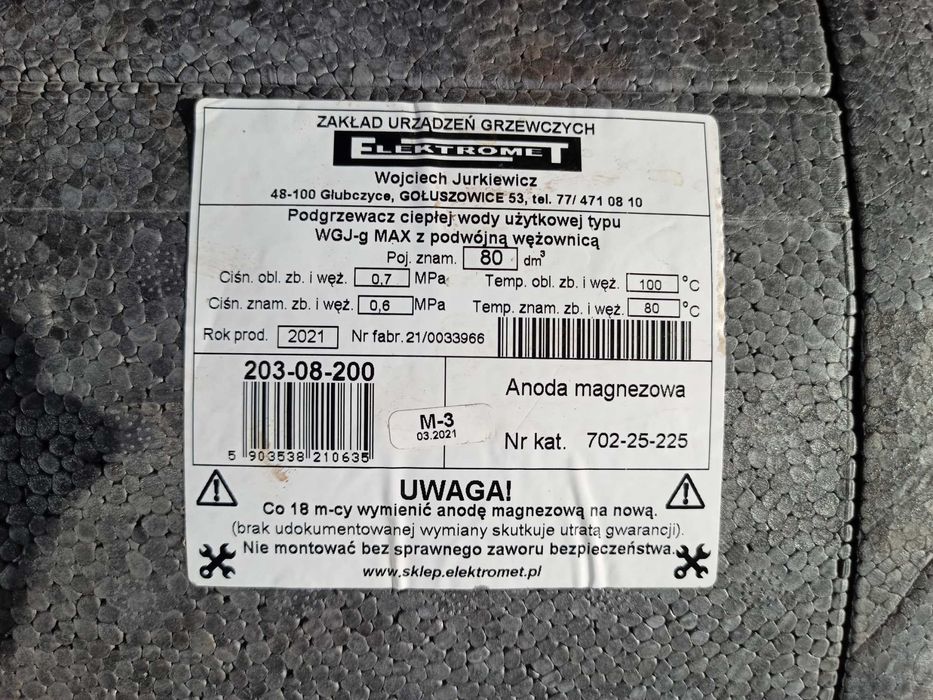 ZAKŁAD URZĄDZEŃ GRZEWCZYCH
ELEKTROMET
Wojciech Jurkiewicz
48-100 Głubczyce, GOŁUSZOWICE 53, tel. 77/ 471 08 10
Podgrzewacz ciepłej wody użytkowej typu
WGJ-g MAX z podwójną wężownicą
Poj. znam. 80 dm³
Ciśn. obl. zb. i węż. 0,7 MPa Temp. obl. zb. i węż. 100 °C
Ciśn. znam. zb. i węż. 0,6 MPa Temp. znam. zb. i węż. 80 °C
Rok prod. 2021 Nr fabr. 21/0033966
203-08-200
5 903538 210635
M-3
03.2021
Anoda magnezowa
Nr kat. 702-25-225
UWAGA!
Co 18 m-cy wymienić anodę magnezową na nową.
(brak udokumentowanej wymiany skutkuje utratą gwarancji).
Nie montować bez sprawnego zaworu bezpieczeństwa.
www.sklep.elektromet.pl